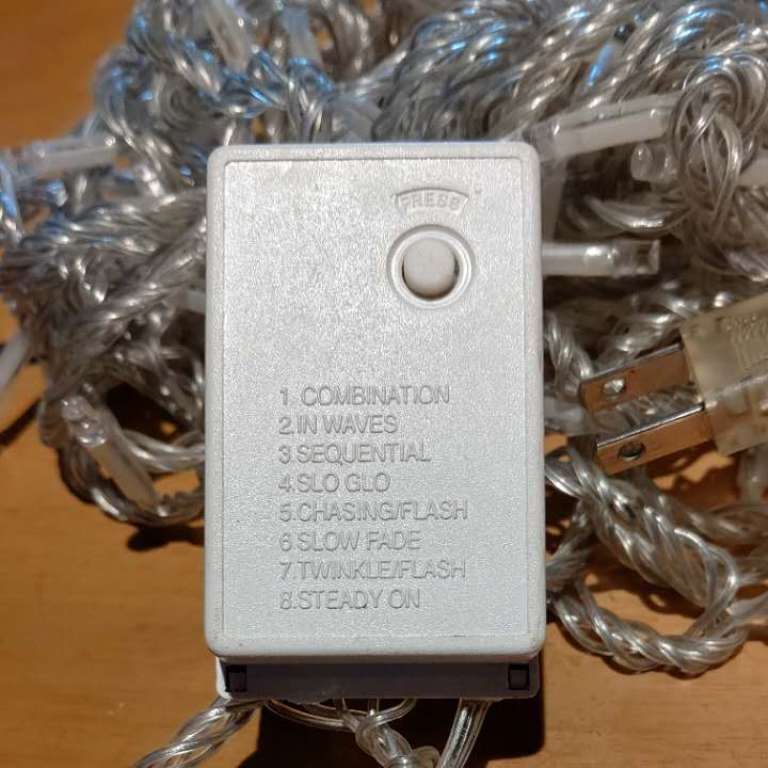 PRESS
1 COMBINATION
2.IN WAVES
3 SEQUENTIAL
4.SLO GLO
5.CHASING/FLASH
6 SLOW FADE
7.TWINKLE/FLASH
8.STEADY ON